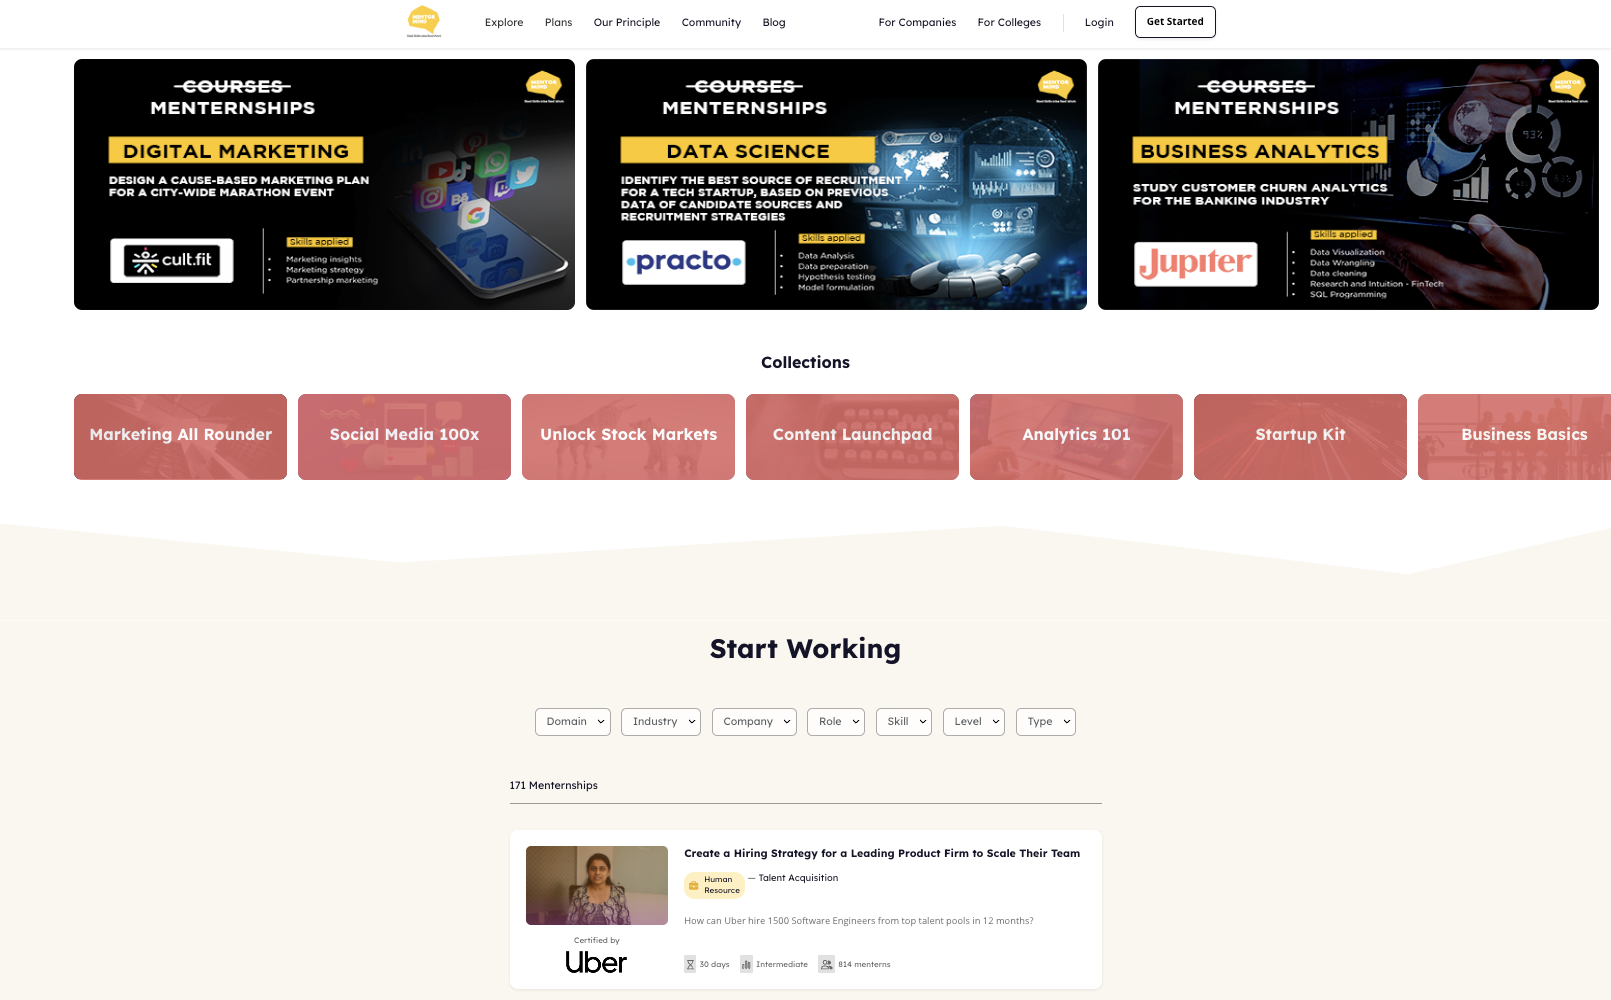 MENTOR
MIND
Explore
Plans
Our Principle
Community
Blog
For Companies
For Colleges
Login
Get Started
COURSES
MENTERNSHIPS
MENTOR
MIND
DIGITAL MARKETING
DESIGN A CAUSE-BASED MARKETING PLAN
FOR A CITY-WIDE MARATHON EVENT
cult.fit
Skills applied
• Marketing insights
• Marketing strategy
• Partnership marketing
COURSES
MENTERNSHIPS
MENTOR
MIND
DATA SCIENCE
IDENTIFY THE BEST SOURCE OF RECRUITMENT
FOR A TECH STARTUP, BASED ON PREVIOUS
DATA OF CANDIDATE SOURCES AND
RECRUITMENT STRATEGIES
•practo•
Skills applied
• Data Analysis
• Data preparation
• Hypothesis testing
• Model formulation
COURSES
MENTERNSHIPS
MENTOR
MIND
BUSINESS ANALYTICS
STUDY CUSTOMER CHURN ANALYTICS
FOR THE BANKING INDUSTRY
93%
Jupiter
Skills applied
• Data Visualization
• Data Wrangling
• Data cleaning
• Research and Intuition - FinTech
• SQL Programming
Collections
Marketing All Rounder
Social Media 100x
Unlock Stock Markets
Content Launchpad
Analytics 101
Startup Kit
Business Basics
Start Working
Domain
Industry
Company
Role
Skill
Level
Type
171 Menternships
Create a Hiring Strategy for a Leading Product Firm to Scale Their Team
Human
Resource
— Talent Acquisition
How can Uber hire 1500 Software Engineers from top talent pools in 12 months?
Certified by
Uber
30 days
Intermediate
814 menterns